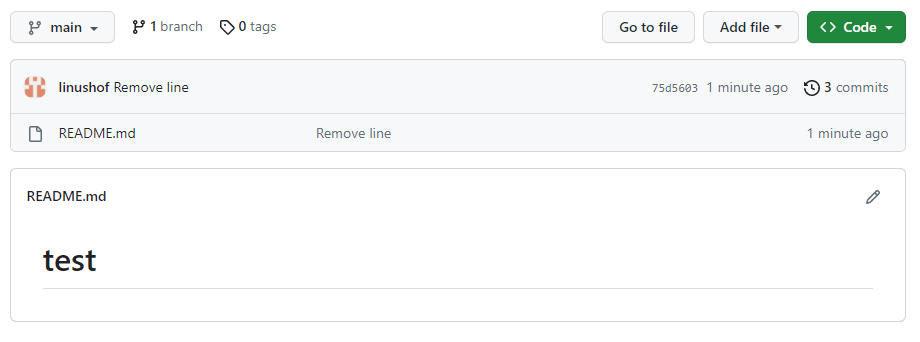 main 1 branch 0 tags Go to file Add file Code
linushof Remove line 75d5603 1 minute ago 3 commits
README.md Remove line 1 minute ago
README.md
test